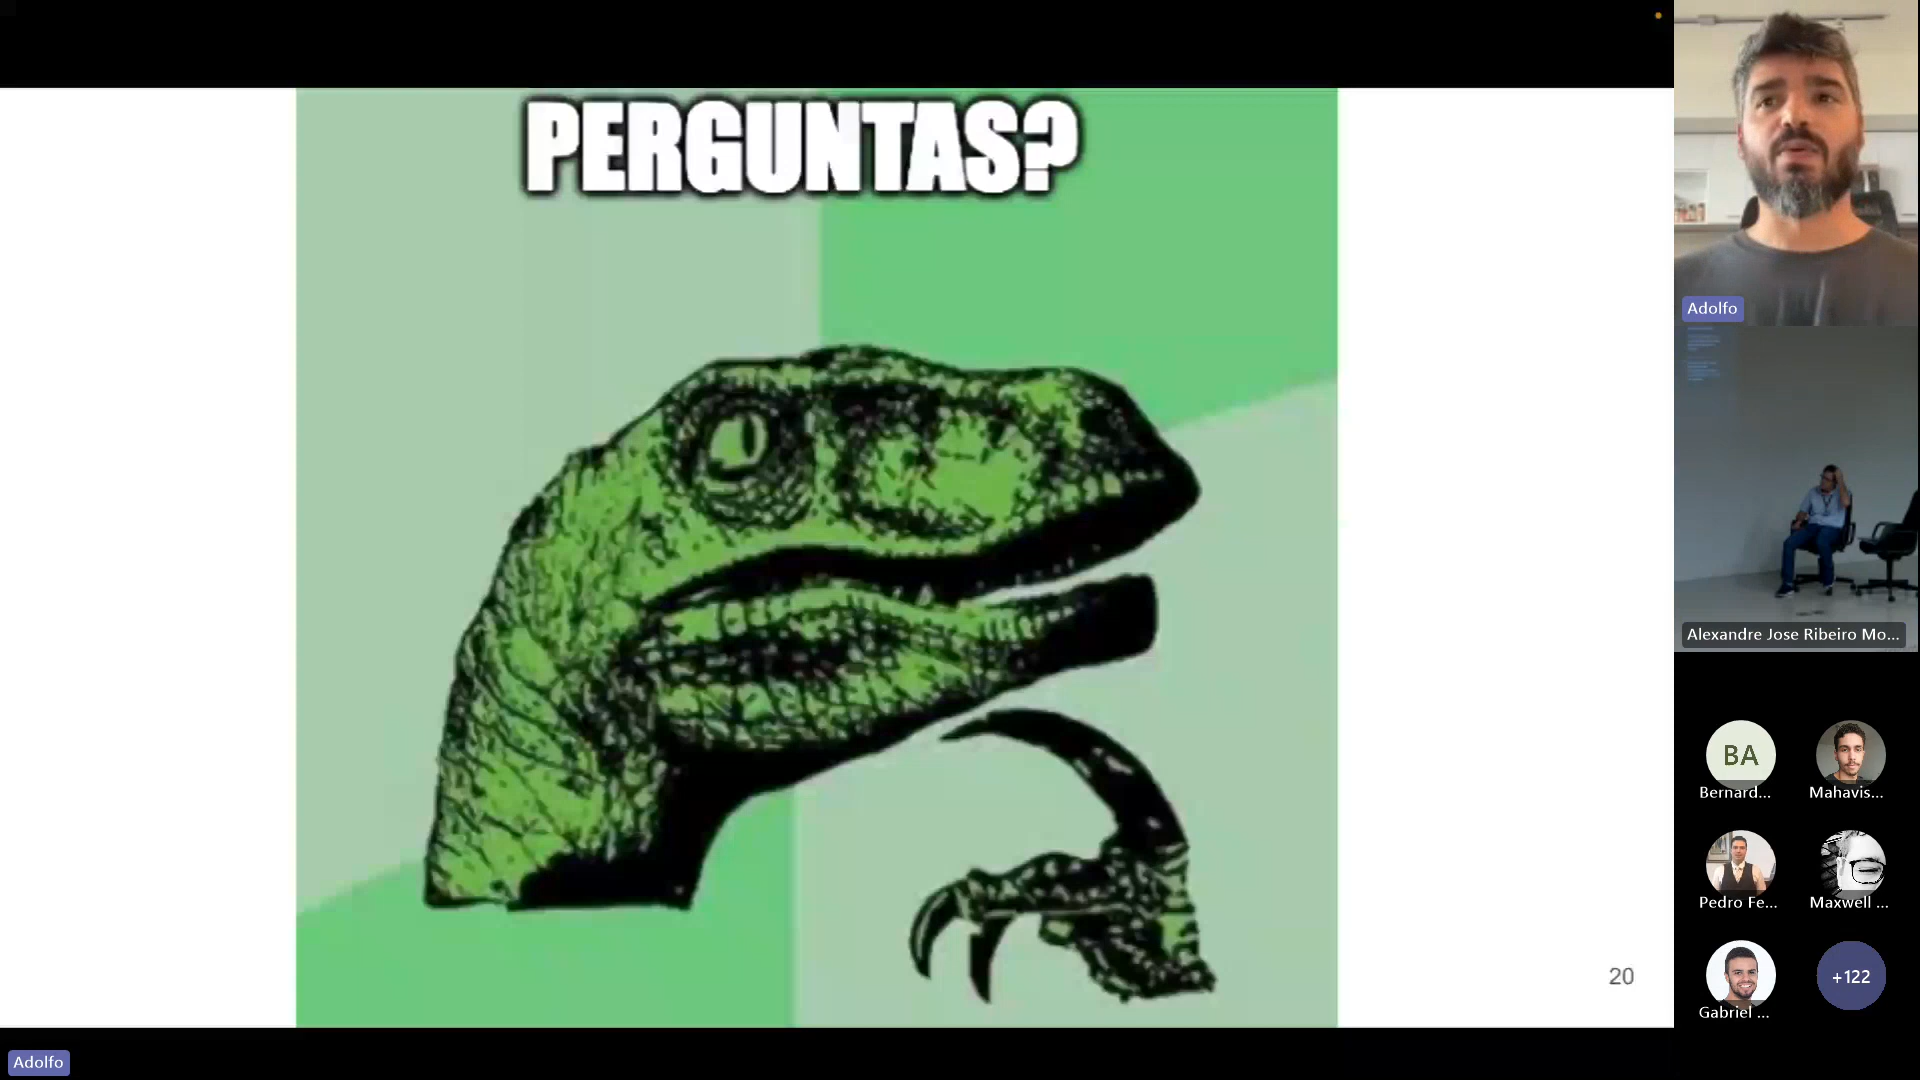 PERGUNTAS?
20
Adolfo
Adolfo
Alexandre Jose Ribeiro Mo...
BA
Bernard...
Mahavis...
Pedro Fe...
Maxwell ...
Gabriel ...
+122